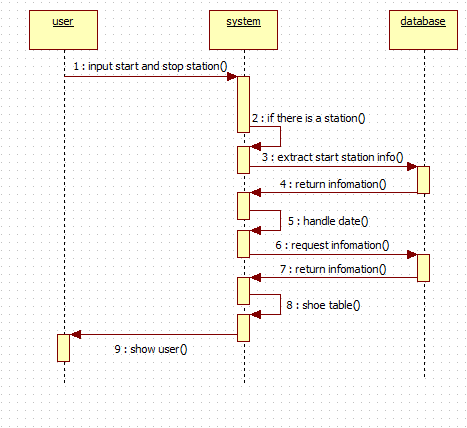 user
system
database
1 : input start and stop station()
2 : if there is a station()
3 : extract start station info()
4 : return infomation()
5 : handle date()
6 : request infomation()
7 : return infomation()
8 : shoe table()
9 : show user()